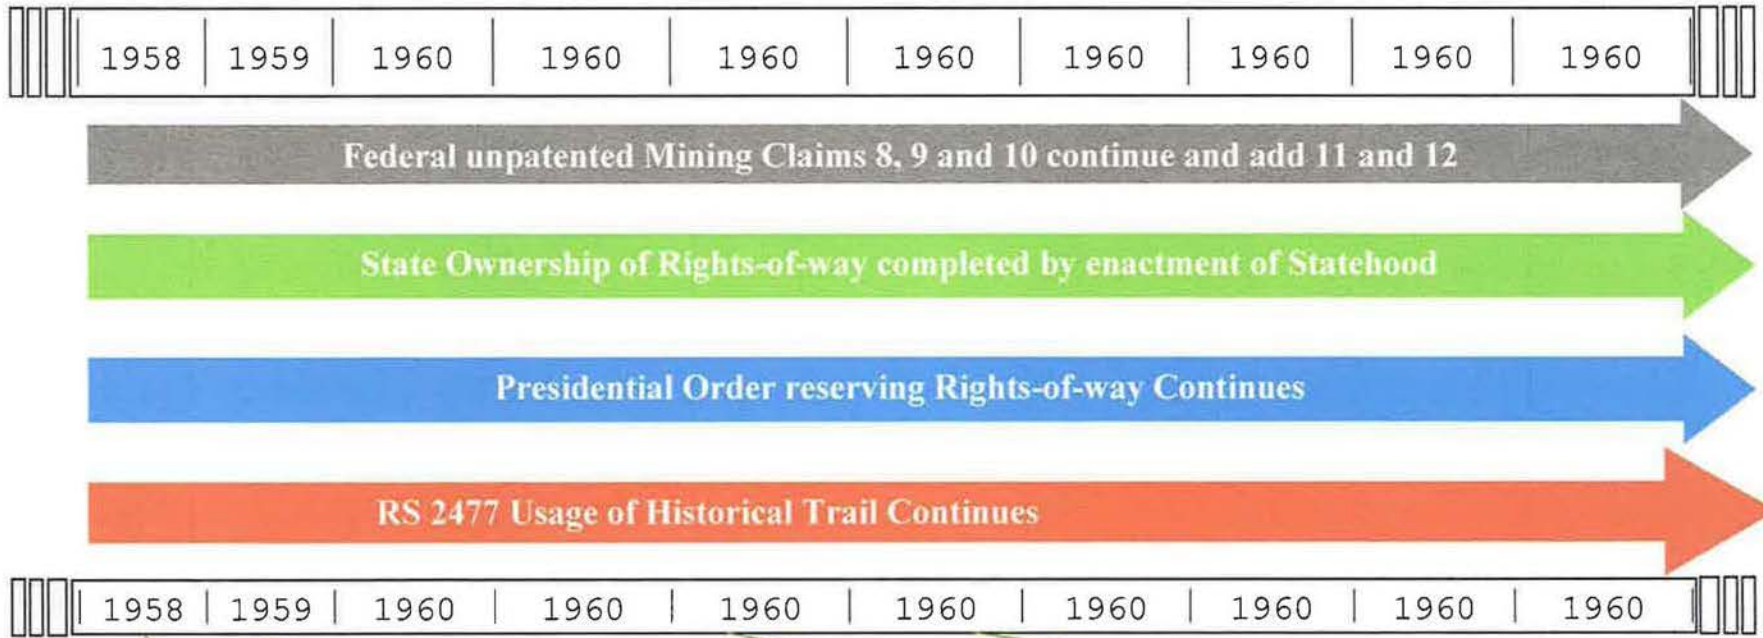 1958 1959 1960 1960 1960 1960 1960 1960 1960 1960
Federal unpatented Mining Claims 8, 9 and 10 continue and add 11 and 12
State Ownership of Rights-of-way completed by enactment of Statehood
Presidential Order reserving Rights-of-way Continues
RS 2477 Usage of Historical Trail Continues
1958 1959 1960 1960 1960 1960 1960 1960 1960 1960